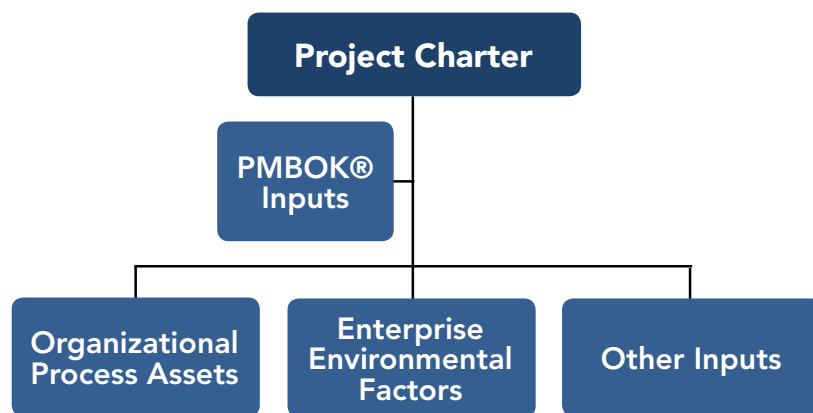 Project Charter
PMBOK®
Inputs
Organizational
Process Assets
Enterprise
Environmental
Factors
Other Inputs